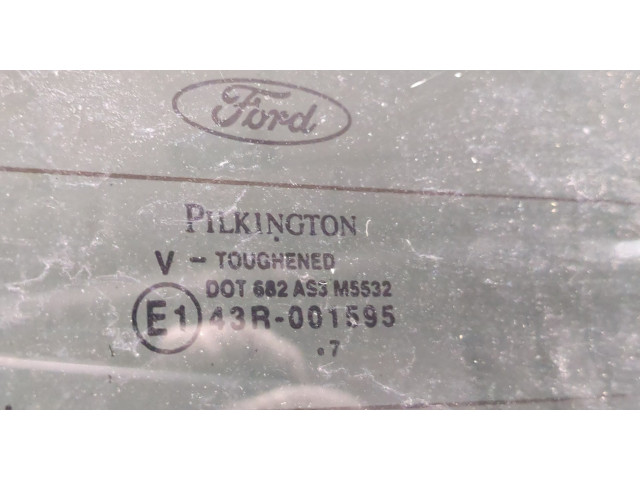 Ford
PILKINGTON
V - TOUGHENED
DOT 682 AS3 M5532
E1 43R-001595
.7